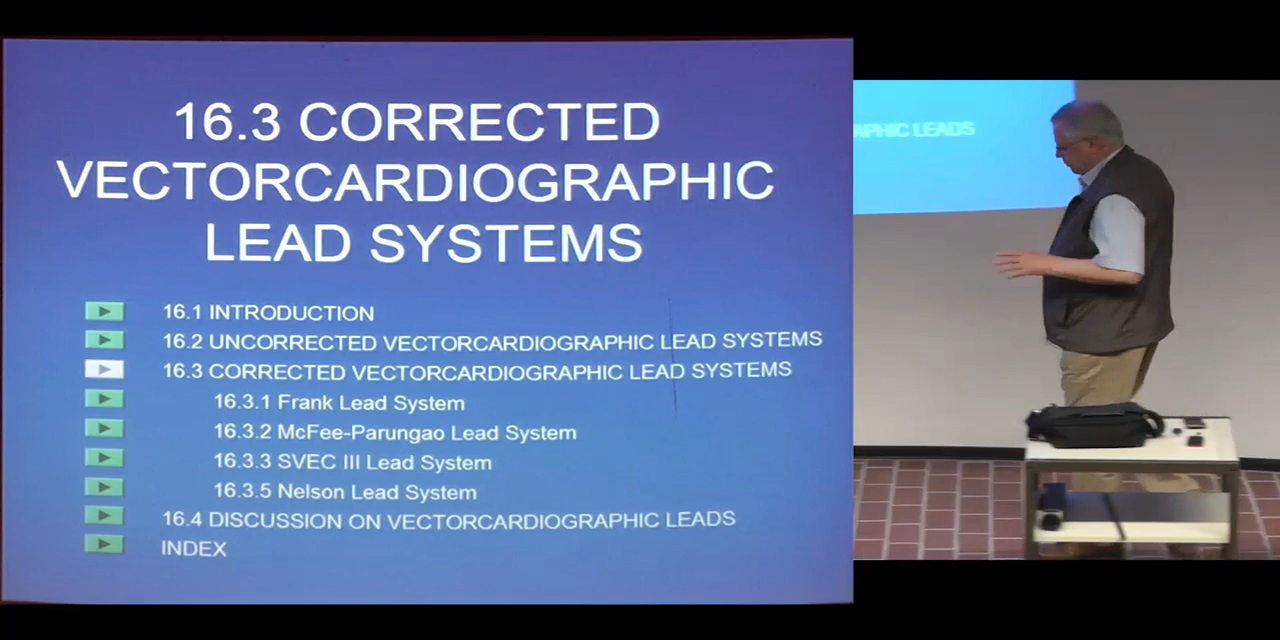 16.3 CORRECTED
VECTORCARDIOGRAPHIC
LEAD SYSTEMS
16.1 INTRODUCTION
16.2 UNCORRECTED VECTORCARDIOGRAPHIC LEAD SYSTEMS
16.3 CORRECTED VECTORCARDIOGRAPHIC LEAD SYSTEMS
16.3.1 Frank Lead System
16.3.2 McFee-Parungao Lead System
16.3.3 SVEC III Lead System
16.3.5 Nelson Lead System
16.4 DISCUSSION ON VECTORCARDIOGRAPHIC LEADS
INDEX
APHIC LEADS